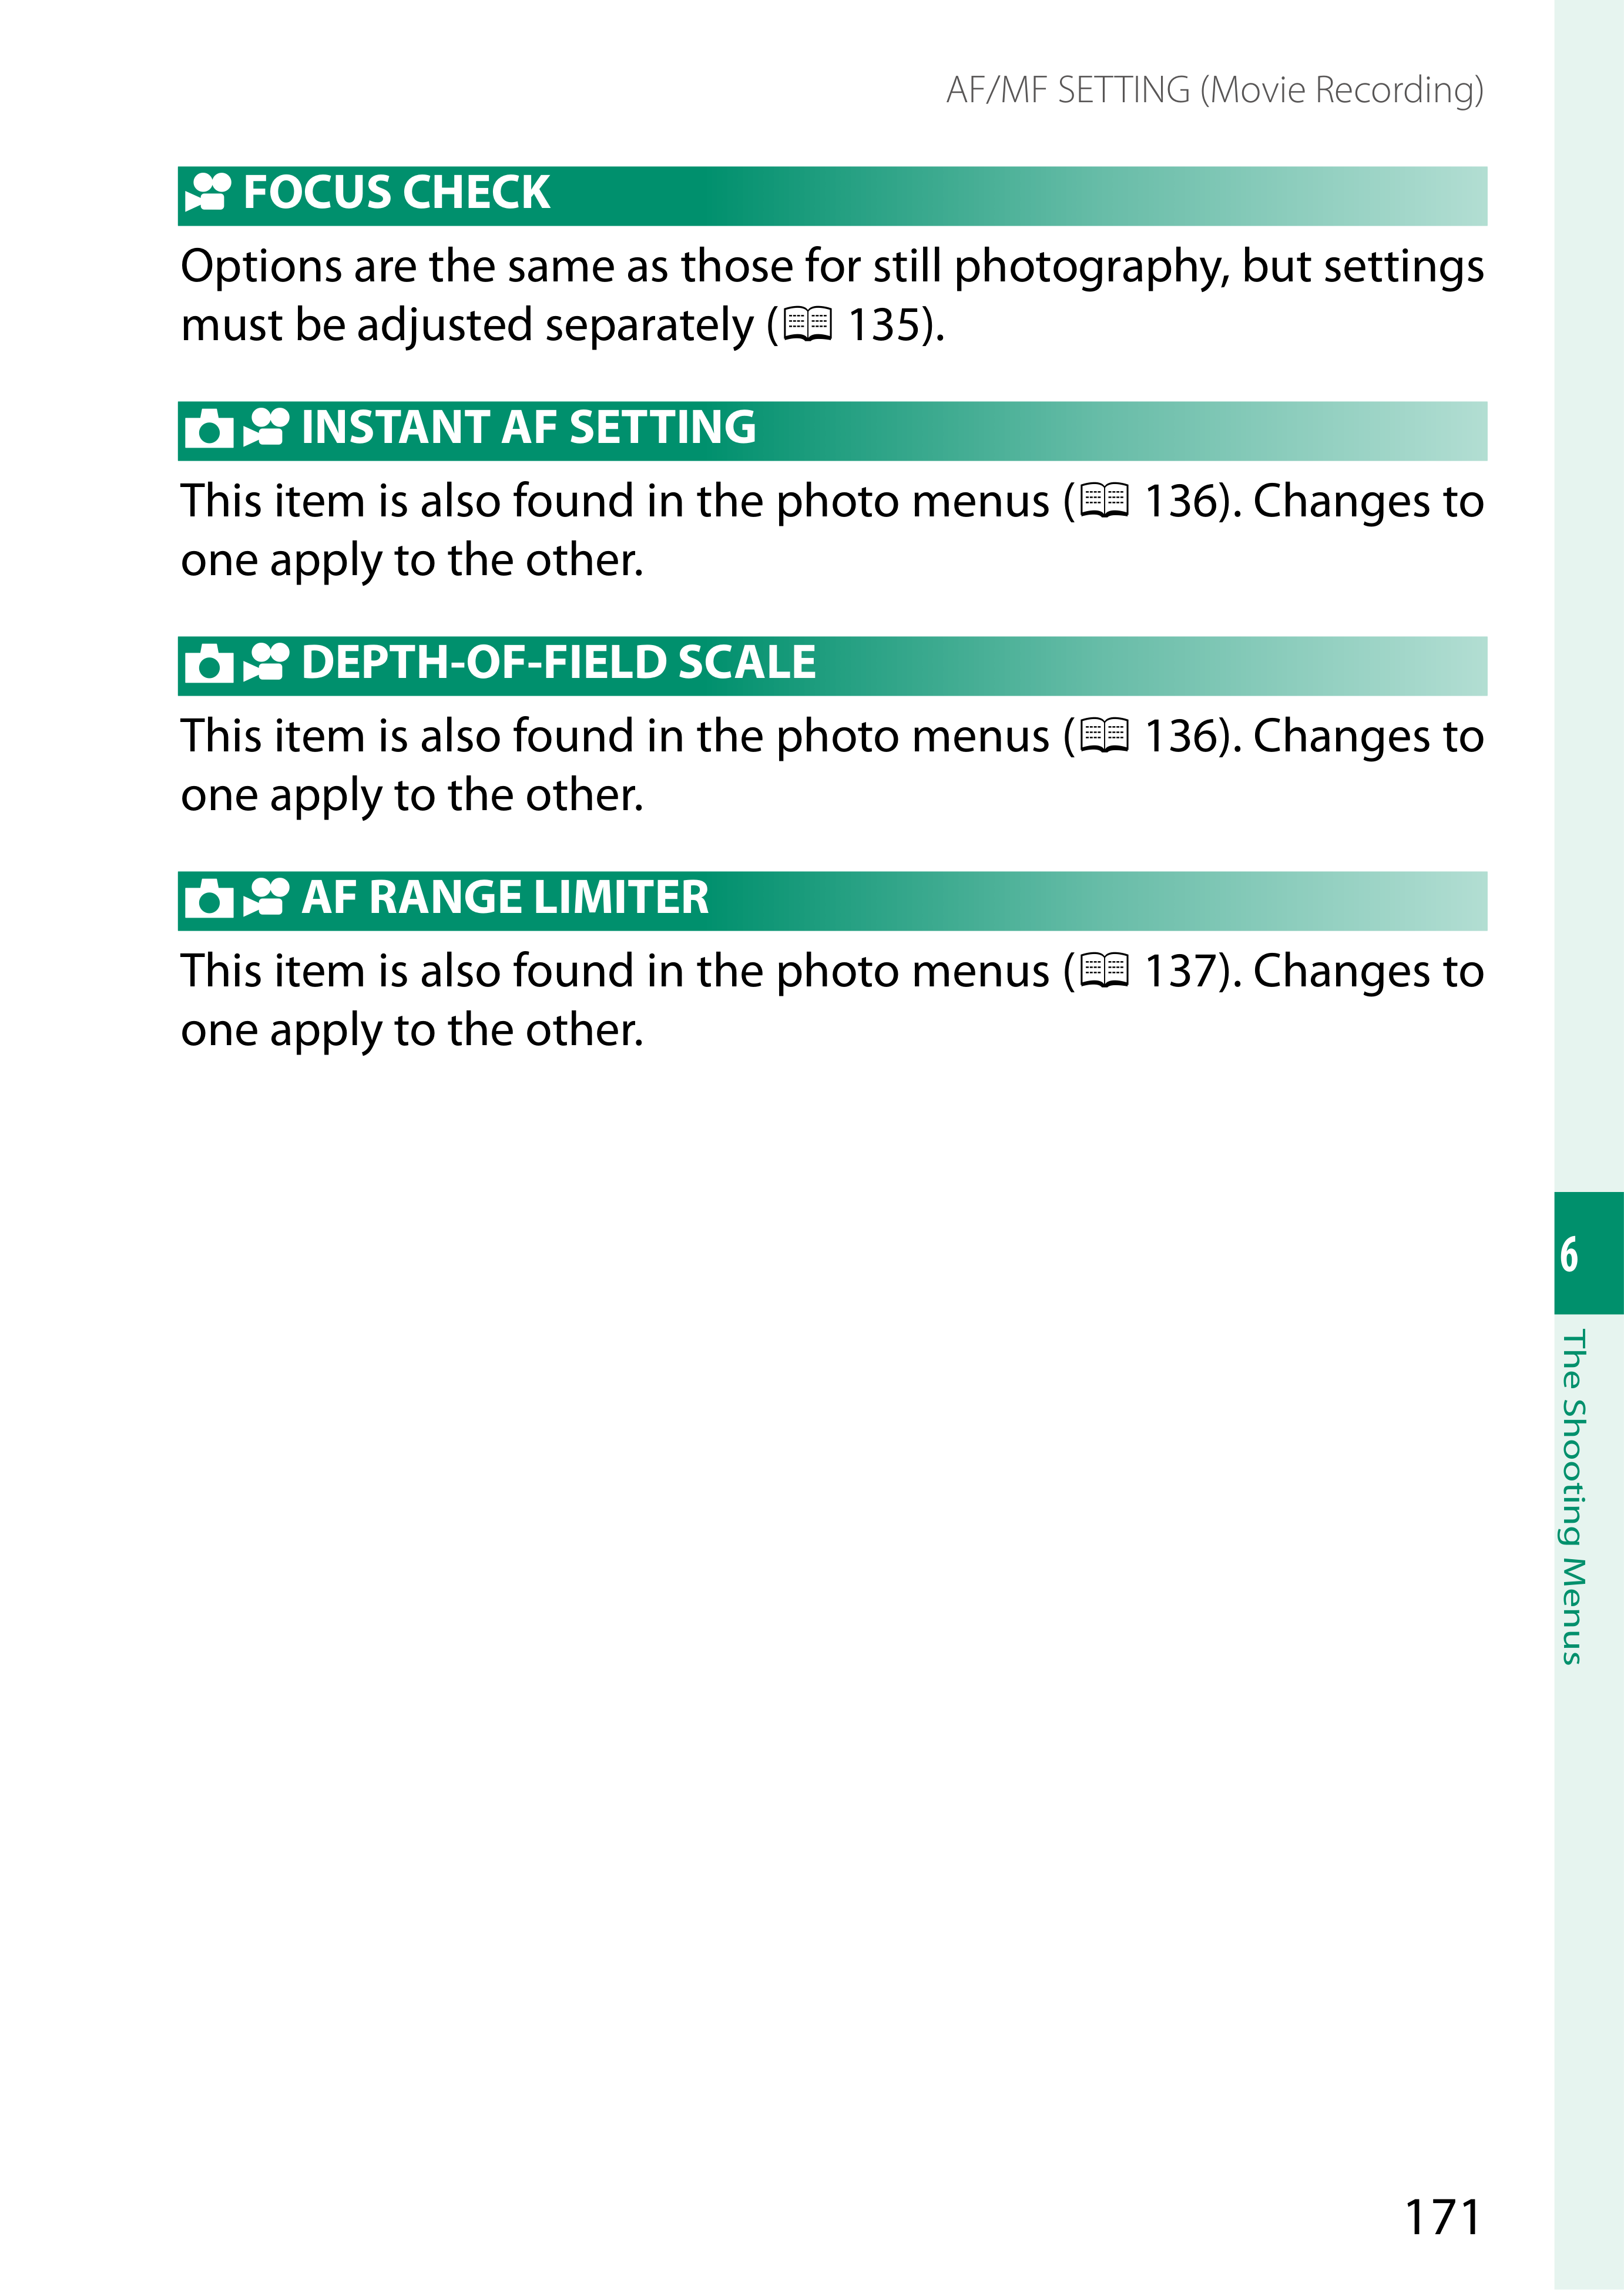 AF/MF SETTING (Movie Recording)
FOCUS CHECK
Options are the same as those for still photography, but settings
must be adjusted separately ( 135).
INSTANT AF SETTING
This item is also found in the photo menus ( 136). Changes to
one apply to the other.
DEPTH-OF-FIELD SCALE
This item is also found in the photo menus ( 136). Changes to
one apply to the other.
AF RANGE LIMITER
This item is also found in the photo menus ( 137). Changes to
one apply to the other.
6
The Shooting Menus
171